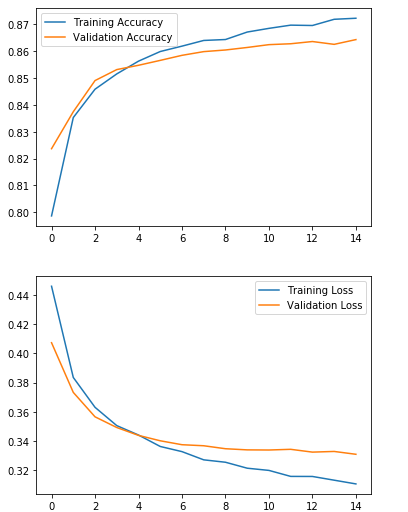 0.87
0.86
0.85
0.84
0.83
0.82
0.81
0.80
Training Accuracy
Validation Accuracy
0 2 4 6 8 10 12 14
0.44
0.42
0.40
0.38
0.36
0.34
0.32
Training Loss
Validation Loss
0 2 4 6 8 10 12 14